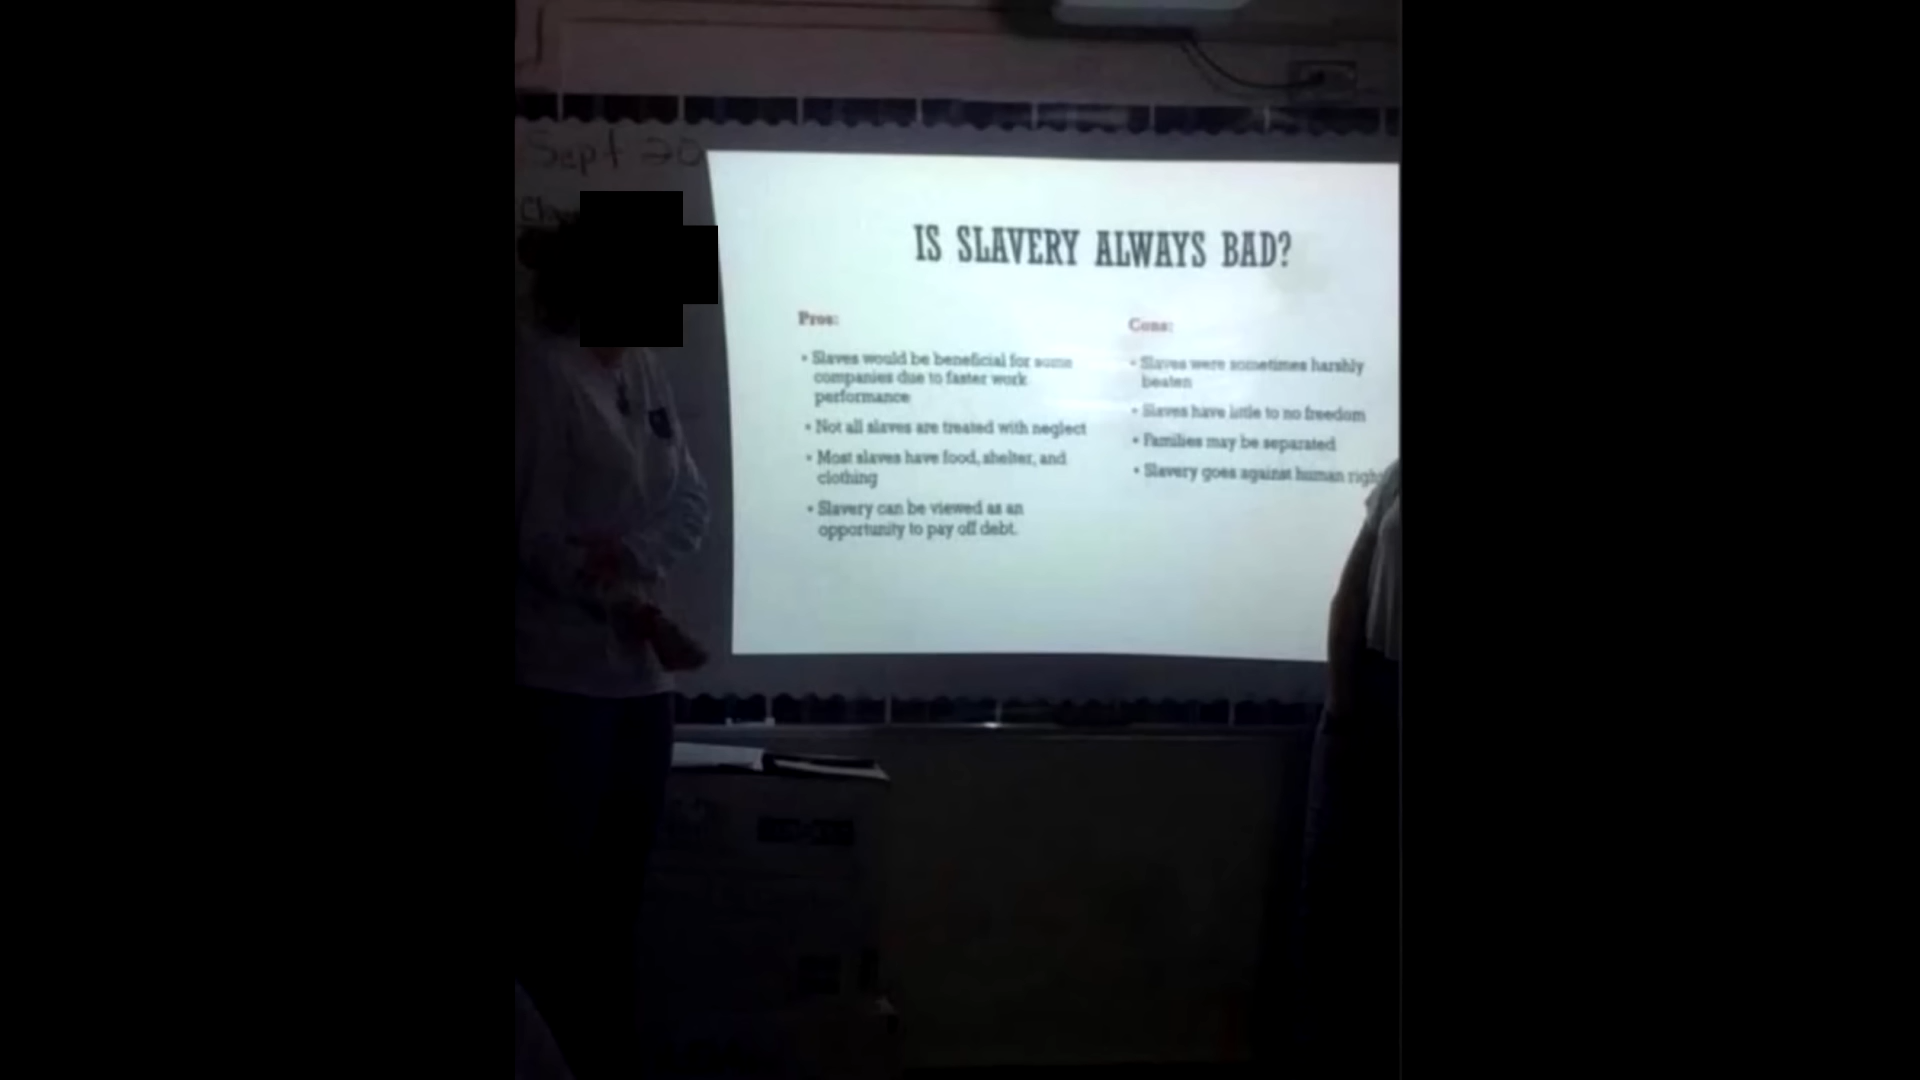 Sept 20
IS SLAVERY ALWAYS BAD?
Pros:
• Slaves would be beneficial for some
companies due to faster work
performance
• Not all slaves are treated with neglect
• Most slaves have food, shelter, and
clothing
• Slavery can be viewed as an
opportunity to pay off debt.
Cons:
• Slaves were sometimes harshly
beaten
• Slaves have little to no freedom
• Families may be separated
• Slavery goes against human right